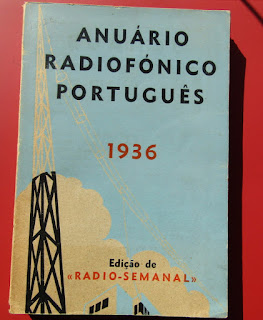 ANUÁRIO
RADIOFÓNICO
PORTUGUÊS
1936
Edição de
«RADIO-SEMANAL»